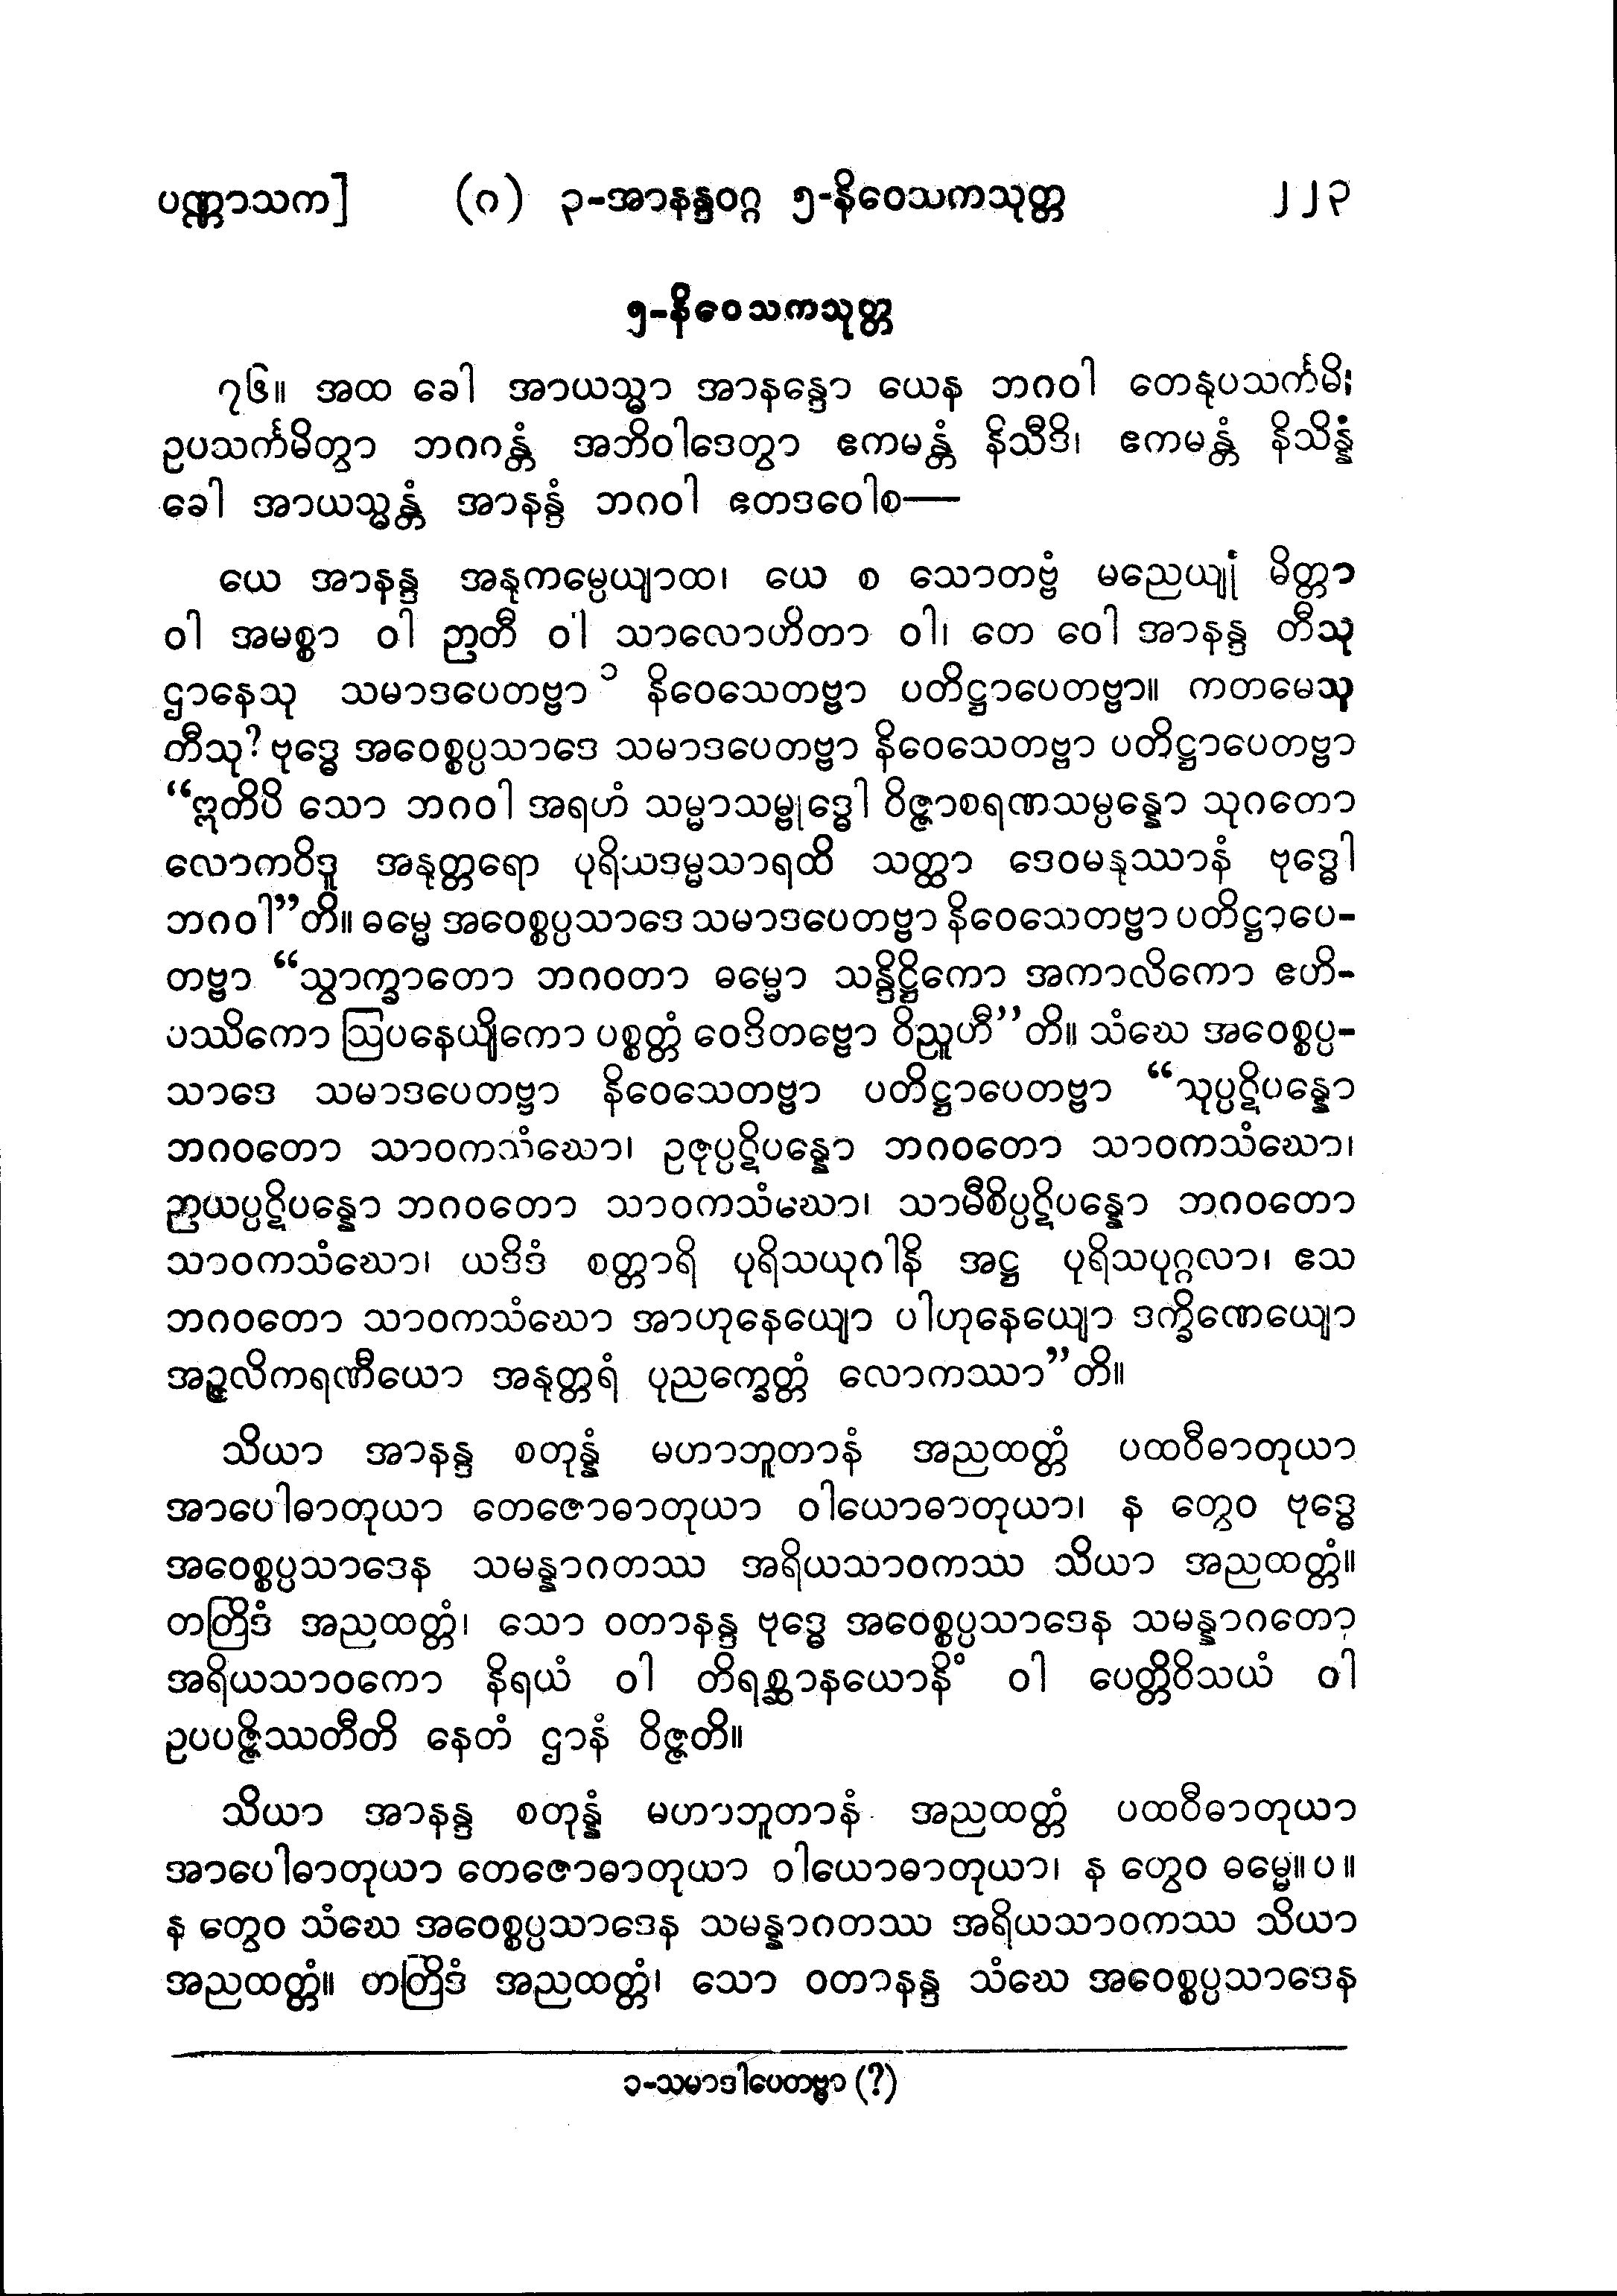 ပဏ္ဏာသက] (ဂ) ၃-အာနန္ဒဝဂ္ဂ ၅-နိဝေသကသုတ္တ ၂၂၃
၅-နိဝေသကသုတ္တ
၇၆။ အထ ခေါ အာယသ္မာ အာနန္ဒော ယေန ဘဂဝါ တေနုပသင်္ကမိ;
ဥပသင်္ကမိတွာ ဘဂဂန္တံ အဘိဝါဒေတွာ ဧကမန္တံ နိသီဒိ၊ ဧကမန္တံ နိသိန္နံ
ခေါ အာယသ္မန္တံ အာနန္ဒံ ဘဂဝါ ဧတဒဝေါစ—
ယေ အာနန္ဒ အနုကမ္ပေယျာထ၊ ယေ စ သောတဗ္ဗံ မညေယျုံ မိတ္တာ
ဝါ အမစ္စာ ဝါ ဉာတီ ဝါ သာလောဟိတာ ဝါ၊ တေ ဝေါ အာနန္ဒ တီသု
ဌာနေသု သမာဒပေတဗ္ဗာ ၁ နိဝေသေတဗ္ဗာ ပတိဋ္ဌာပေတဗ္ဗာ။ ကတမေသု
တီသု? ဗုဒ္ဓေ အဝေစ္စပ္ပသာဒေ သမာဒပေတဗ္ဗာ နိဝေသေတဗ္ဗာ ပတိဋ္ဌာပေတဗ္ဗာ
“ဣတိပိ သော ဘဂဝါ အရဟံ သမ္မာသမ္ဗုဒ္ဓေါ ဝိဇ္ဇာစရဏသမ္ပန္နော သုဂတော
လောကဝိဒူ အနုတ္တရော ပုရိသဒမ္မသာရထိ သတ္ထာ ဒေဝမနုဿာနံ ဗုဒ္ဓေါ
ဘဂဝါ”တိ။ ဓမ္မေ အဝေစ္စပ္ပသာဒေ သမာဒပေတဗ္ဗာ နိဝေသေတဗ္ဗာ ပတိဋ္ဌာပေ-
တဗ္ဗာ “သွာက္ခာတော ဘဂဝတာ ဓမ္မော သန္ဒိဋ္ဌိကော အကာလိကော ဧဟိ-
ပဿိကော ဩပနေယျိကော ပစ္စတ္တံ ဝေဒိတဗ္ဗော ဝိညူဟီ”တိ။ သံဃေ အဝေစ္စပ္ပ-
သာဒေ သမာဒပေတဗ္ဗာ နိဝေသေတဗ္ဗာ ပတိဋ္ဌာပေတဗ္ဗာ “သုပ္ပဋိပန္နော
ဘဂဝတော သာဝကသံဃော၊ ဥဇုပ္ပဋိပန္နော ဘဂဝတော သာဝကသံဃော၊
ဉာယပ္ပဋိပန္နော ဘဂဝတော သာဝကသံဃော၊ သာမီစိပ္ပဋိပန္နော ဘဂဝတော
သာဝကသံဃော၊ ယဒိဒံ စတ္တာရိ ပုရိသယုဂါနိ အဋ္ဌ ပုရိသပုဂ္ဂလာ၊ ဧသ
ဘဂဝတော သာဝကသံဃော အာဟုနေယျော ပါဟုနေယျော ဒက္ခိဏေယျော
အဉ္ဇလိကရဏီယော အနုတ္တရံ ပုညက္ခေတ္တံ လောကဿာ”တိ။
သိယာ အာနန္ဒ စတုန္နံ မဟာဘူတာနံ အညထတ္တံ ပထဝီဓာတုယာ
အာပေါဓာတုယာ တေဇောဓာတုယာ ဝါယောဓာတုယာ၊ န တွေဝ ဗုဒ္ဓေ
အဝေစ္စပ္ပသာဒေန သမန္နာဂတဿ အရိယသာဝကဿ သိယာ အညထတ္တံ။
တတြိဒံ အညထတ္တံ၊ သော ဝတာနန္ဒ ဗုဒ္ဓေ အဝေစ္စပ္ပသာဒေန သမန္နာဂတော
အရိယသာဝကော နိရယံ ဝါ တိရစ္ဆာနယောနိံ ဝါ ပေတ္တိဝိသယံ ဝါ
ဥပပဇ္ဇိဿတီတိ နေတံ ဌာနံ ဝိဇ္ဇတိ။
သိယာ အာနန္ဒ စတုန္နံ မဟာဘူတာနံ အညထတ္တံ ပထဝီဓာတုယာ
အာပေါဓာတုယာ တေဇောဓာတုယာ ဝါယောဓာတုယာ၊ န တွေဝ ဓမ္မေ။ပ။
န တွေဝ သံဃေ အဝေစ္စပ္ပသာဒေန သမန္နာဂတဿ အရိယသာဝကဿ သိယာ
အညထတ္တံ။ တတြိဒံ အညထတ္တံ၊ သော ဝတာနန္ဒ သံဃေ အဝေစ္စပ္ပသာဒေန
၁-သမာဒါပေတဗ္ဗာ (?)